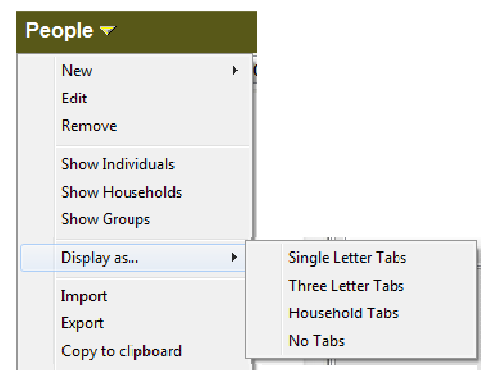 People
New
Edit
Remove
Show Individuals
Show Households
Show Groups
Display as...
Single Letter Tabs
Three Letter Tabs
Household Tabs
No Tabs
Import
Export
Copy to clipboard